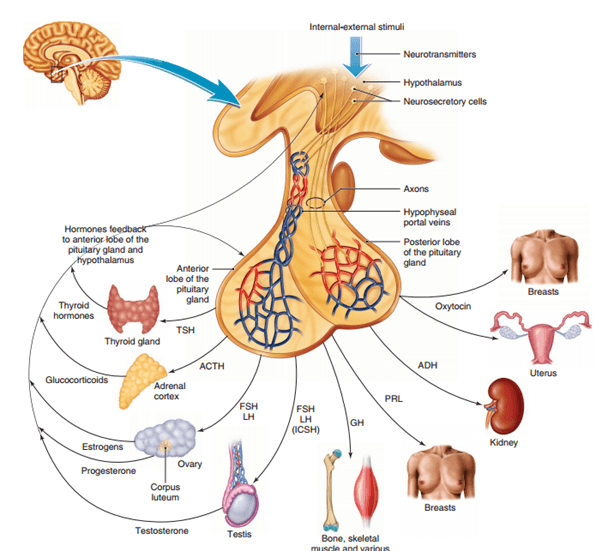 Internal-external stimuli
Neurotransmitters
Hypothalamus
Neurosecretory cells
Axons
Hypophyseal
portal veins
Posterior lobe
of the pituitary
gland
Hormones feedback
to anterior lobe of the
pituitary gland and
hypothalamus
Anterior
lobe of the
pituitary
gland
Thyroid
hormones
TSH
Thyroid gland
Oxytocin
Breasts
Uterus
ACTH
Glucocorticoids
Adrenal
cortex
ADH
Kidney
FSH
LH
FSH
LH
(ICSH)
GH
PRL
Breasts
Estrogens
Progesterone
Ovary
Corpus
luteum
Testosterone
Testis
Bone, skeletal
muscle and various